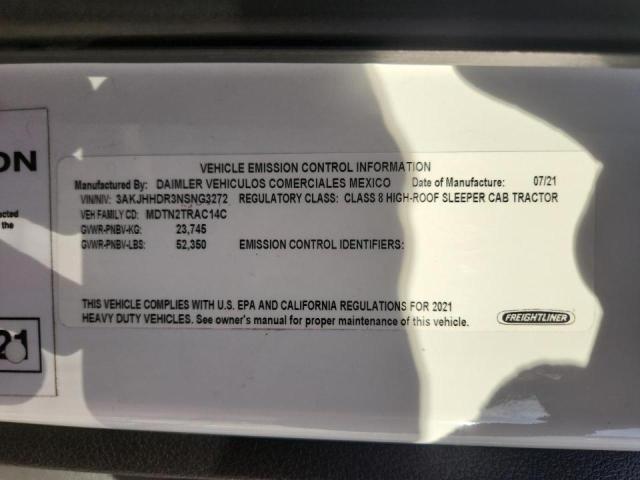 ON
VEHICLE EMISSION CONTROL INFORMATION
Manufactured By: DAIMLER VEHICULOS COMERCIALES MEXICO Date of Manufacture: 07/21
VIN/NIV: 3AKJHHDR3NSNG3272 REGULATORY CLASS: CLASS 8 HIGH-ROOF SLEEPER CAB TRACTOR
VEH FAMILY CD: MDTN2TRAC14C
GVWR-PNBV-KG: 23,745
GVWR-PNBV-LBS: 52,350 EMISSION CONTROL IDENTIFIERS:
the
THIS VEHICLE COMPLIES WITH U.S. EPA AND CALIFORNIA REGULATIONS FOR 2021
HEAVY DUTY VEHICLES. See owner's manual for proper maintenance of this vehicle.
FREIGHTLINER
21